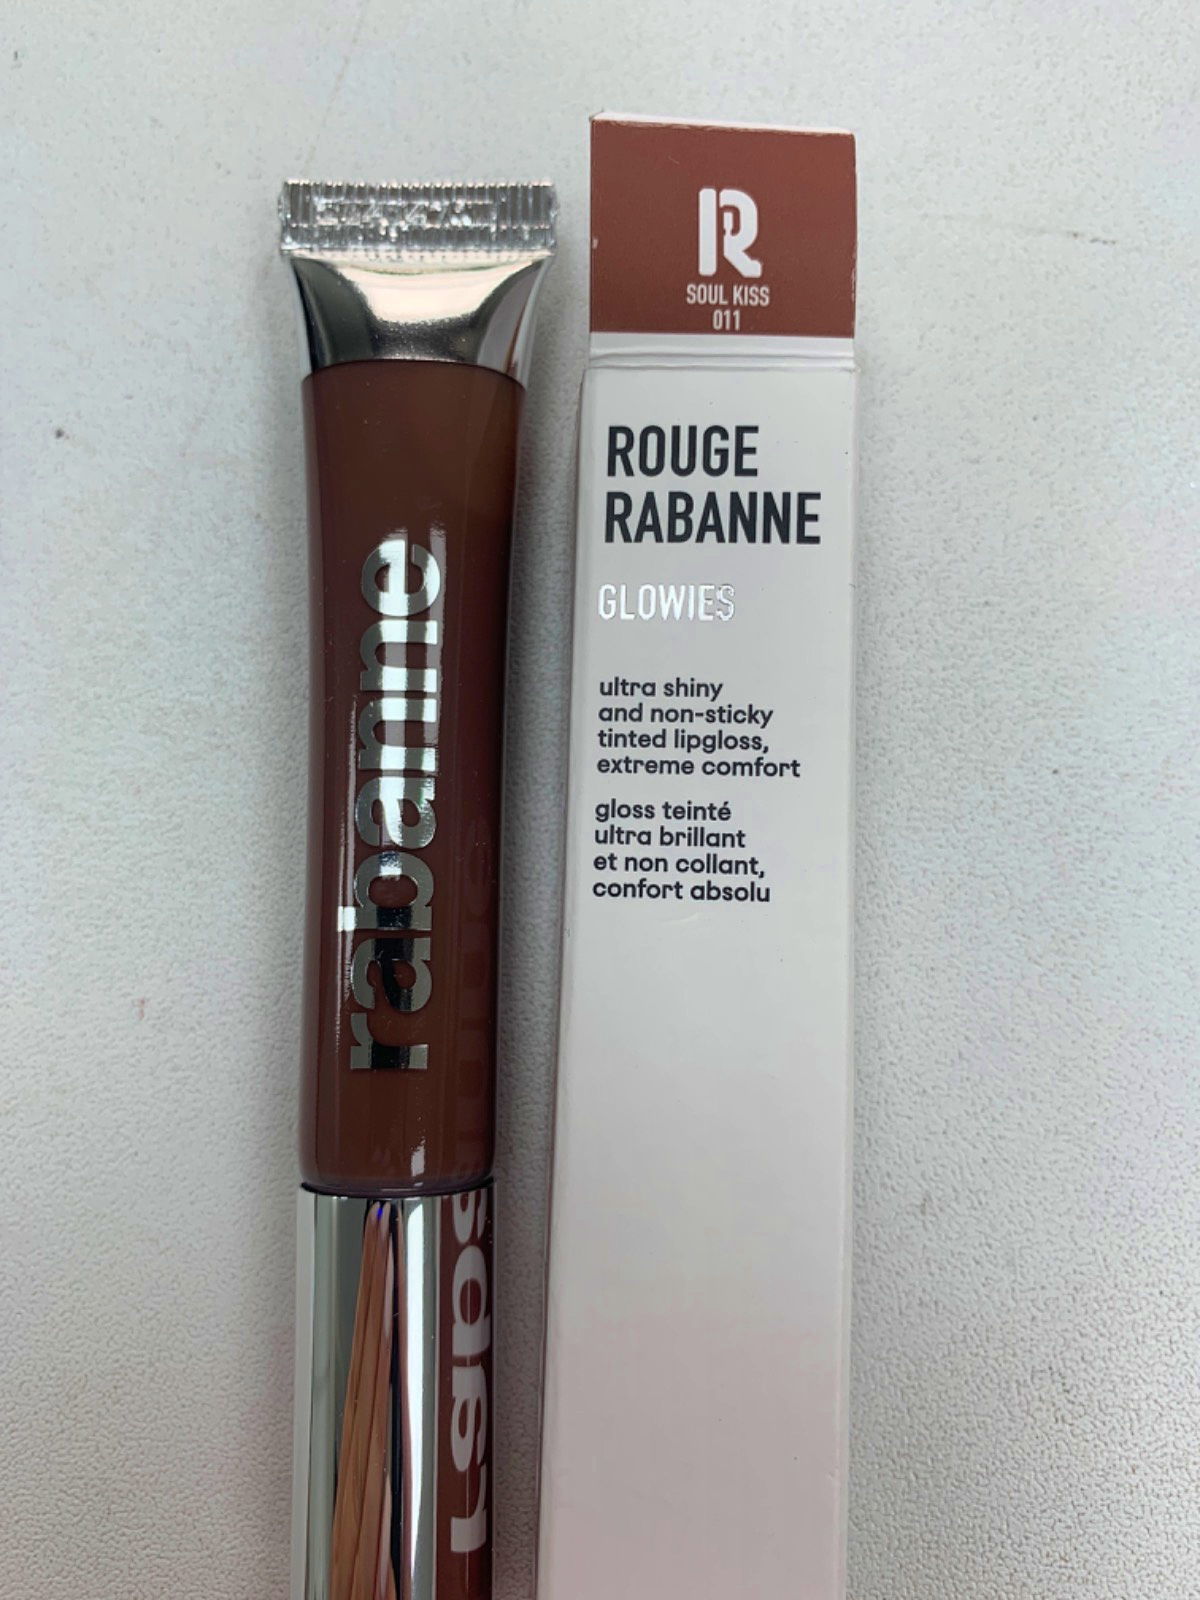 rabanne
R
SOUL KISS
011
ROUGE
RABANNE
GLOWIES
ultra shiny
and non-sticky
tinted lipgloss,
extreme comfort
gloss teinté
ultra brillant
et non collant,
confort absolu